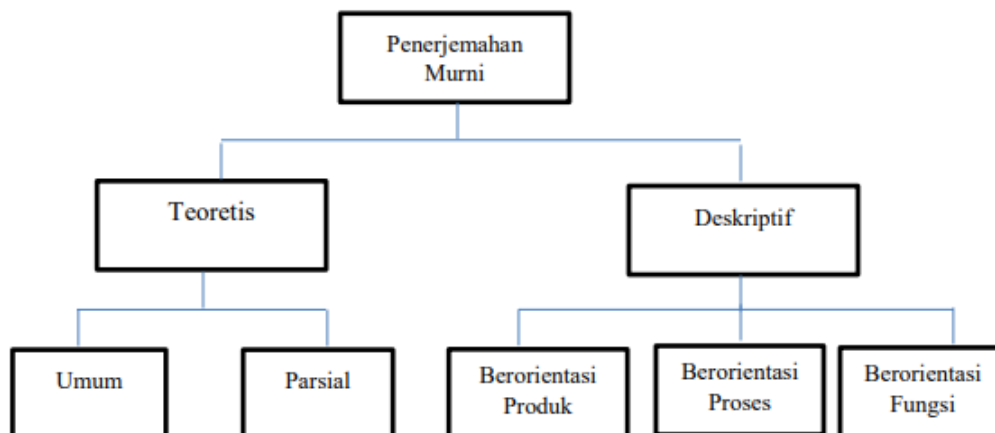 Penerjemahan
Murni
Teoretis
Deskriptif
Umum
Parsial
Berorientasi
Produk
Berorientasi
Proses
Berorientasi
Fungsi